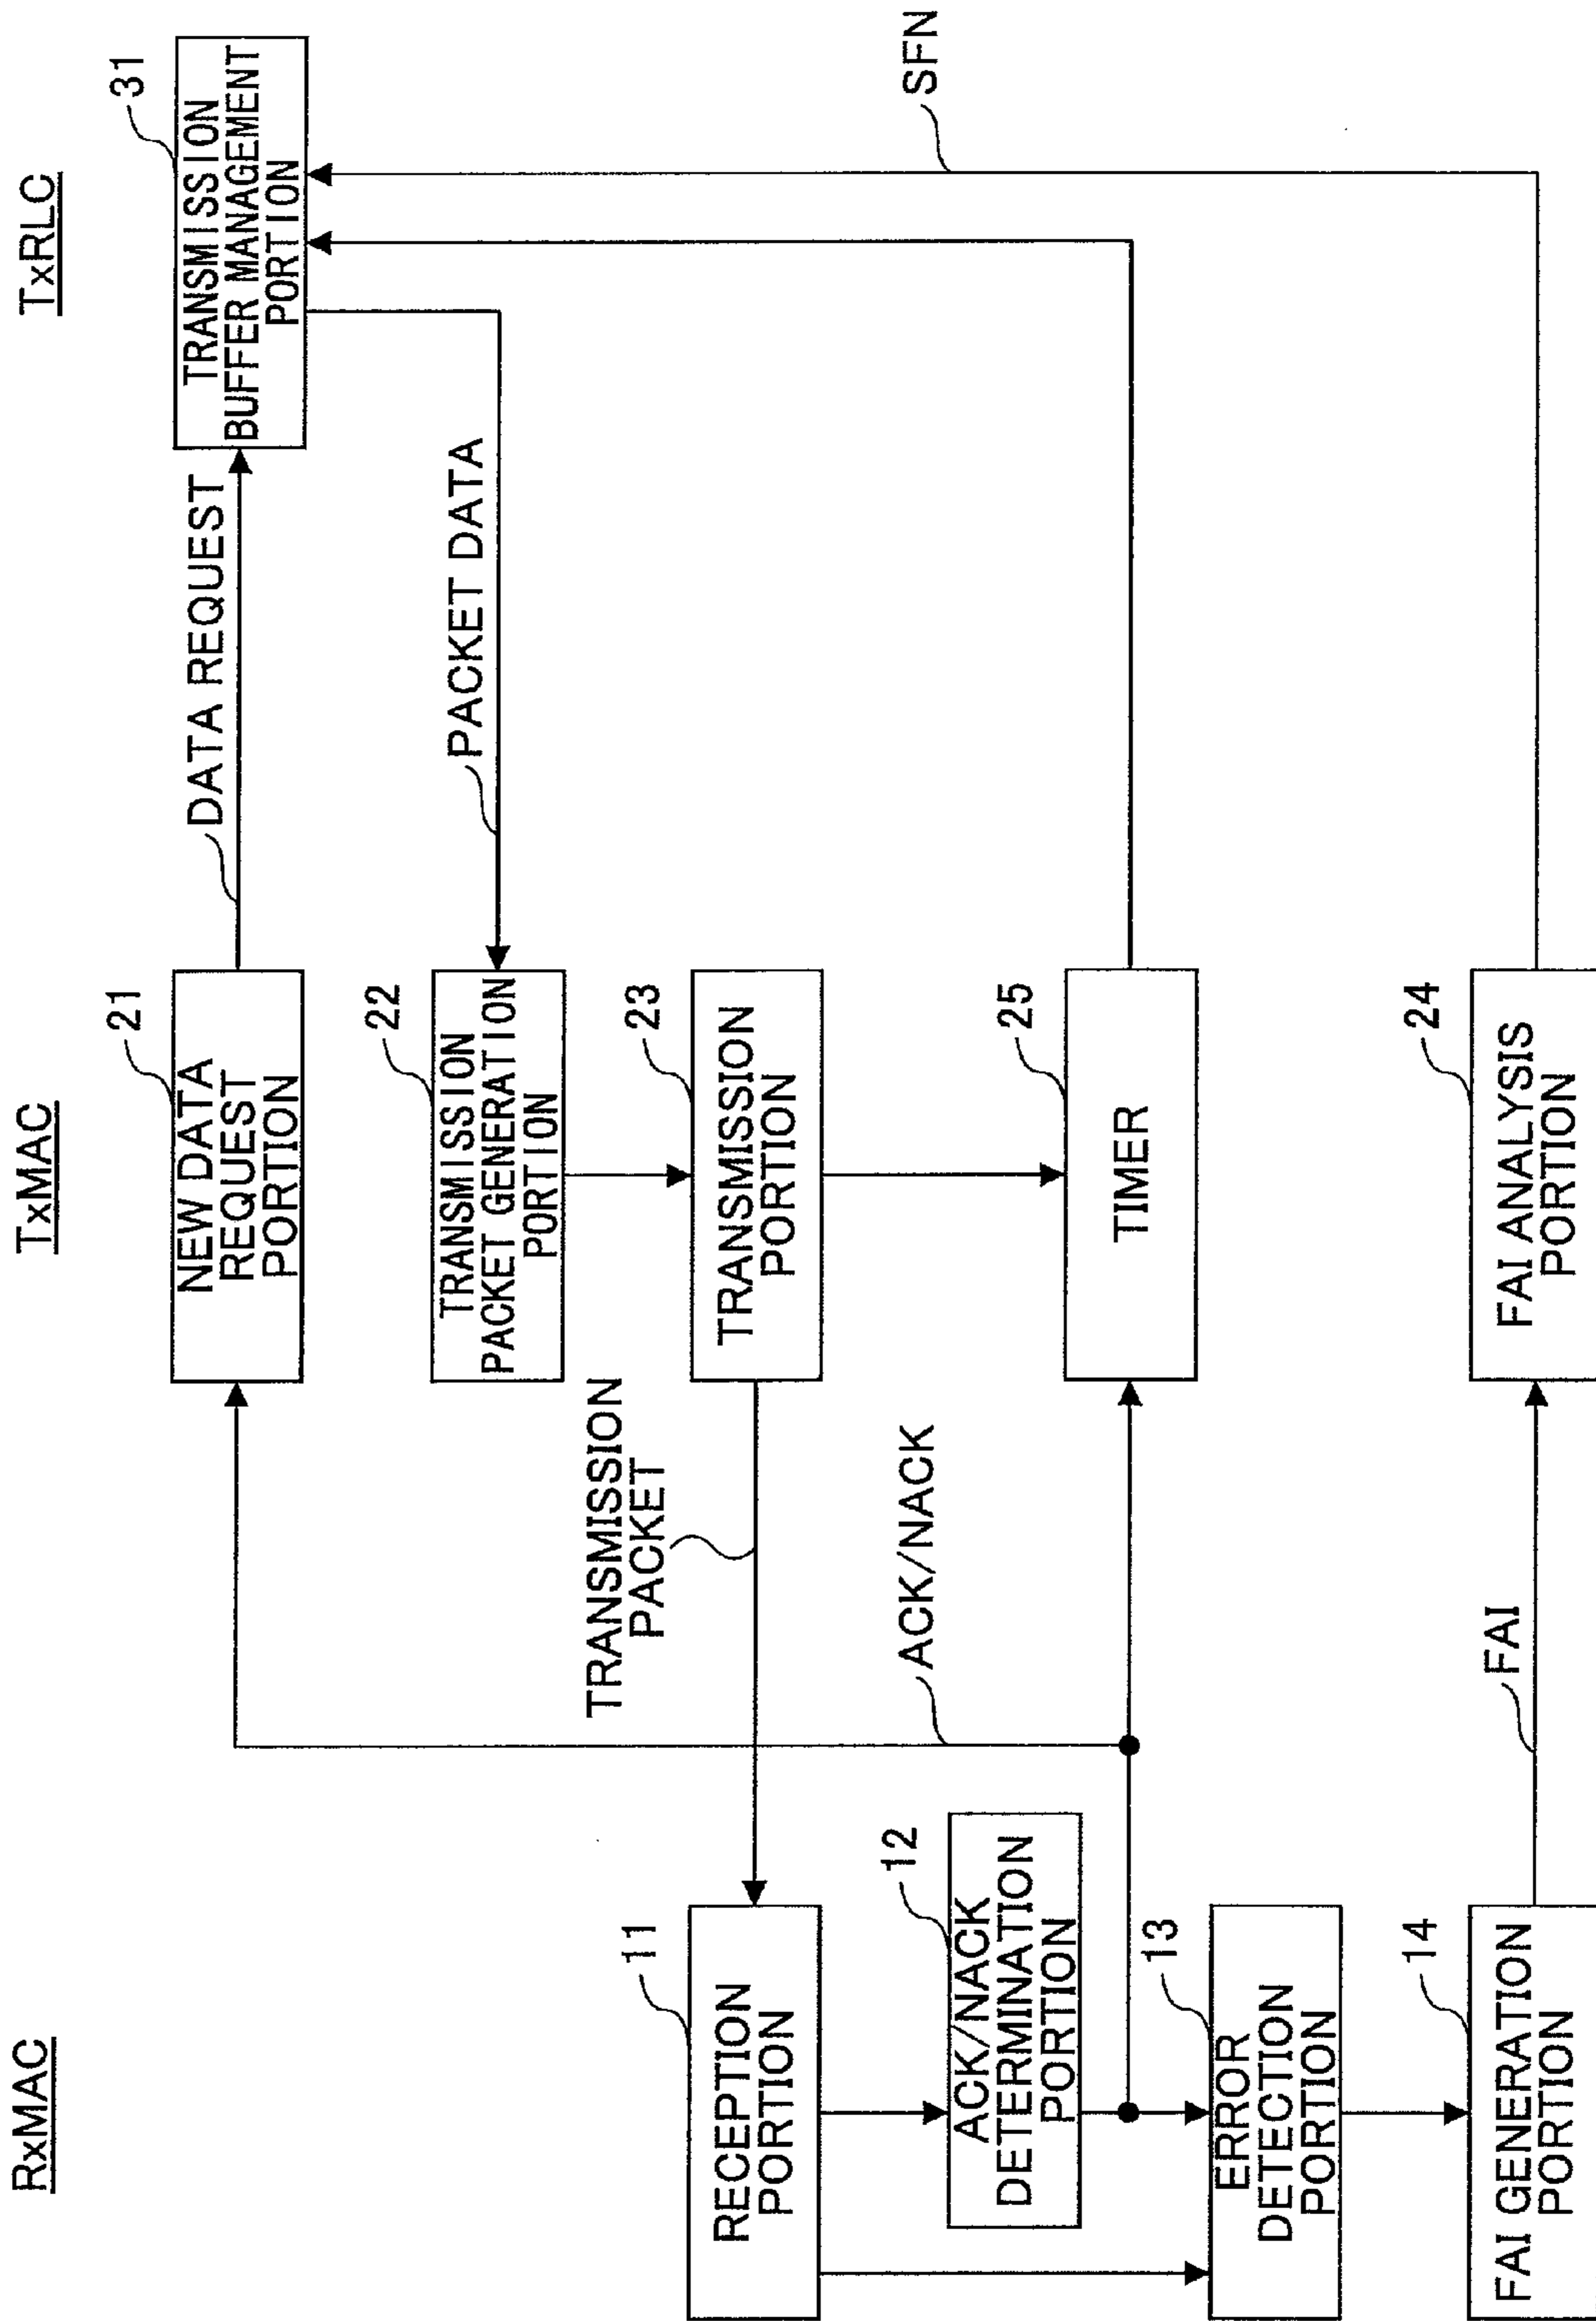 RxMAC
TxMAC
TxRLC
11
RECEPTION
PORTION
12
ACK/NACK
DETERMINATION
PORTION
13
ERROR
DETECTION
PORTION
14
FAI GENERATION
PORTION
TRANSMISSION
PACKET
ACK/NACK
FAI
21
NEW DATA
REQUEST
PORTION
22
TRANSMISSION
PACKET GENERATION
PORTION
23
TRANSMISSION
PORTION
25
TIMER
24
FAI ANALYSIS
PORTION
DATA REQUEST
PACKET DATA
31
TRANSMISSION
BUFFER MANAGEMENT
PORTION
SFN